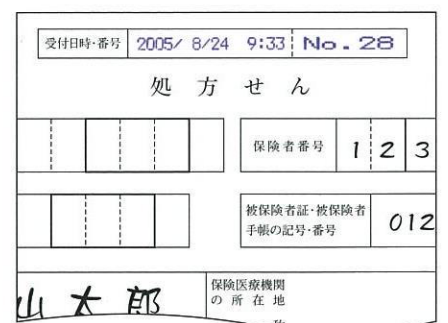 受付日時・番号 2005/ 8/24 9:33 No.28
処方せん
保険者番号 1 2 3
被保険者証・被保険者
手帳の記号・番号 012
山太郎
保険医療機関
の所在地